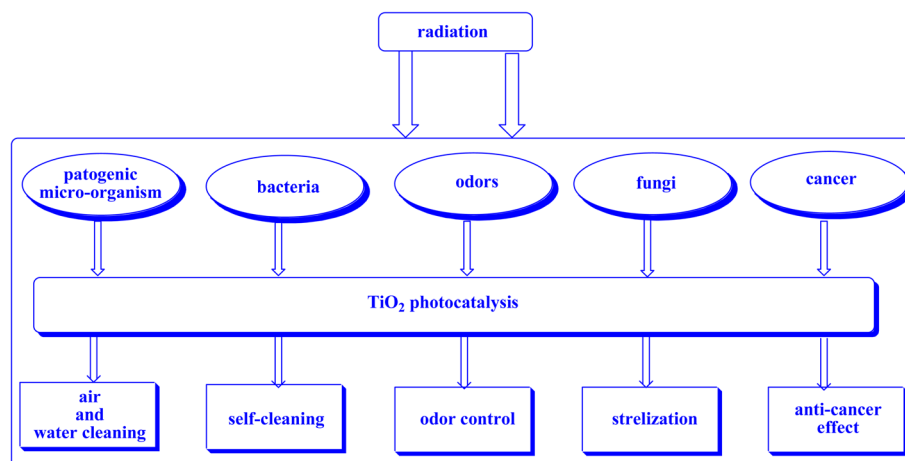 radiation
patogenic
micro-organism
bacteria
odors
fungi
cancer
TiO₂ photocatalysis
air
and
water cleaning
self-cleaning
odor control
strelization
anti-cancer
effect